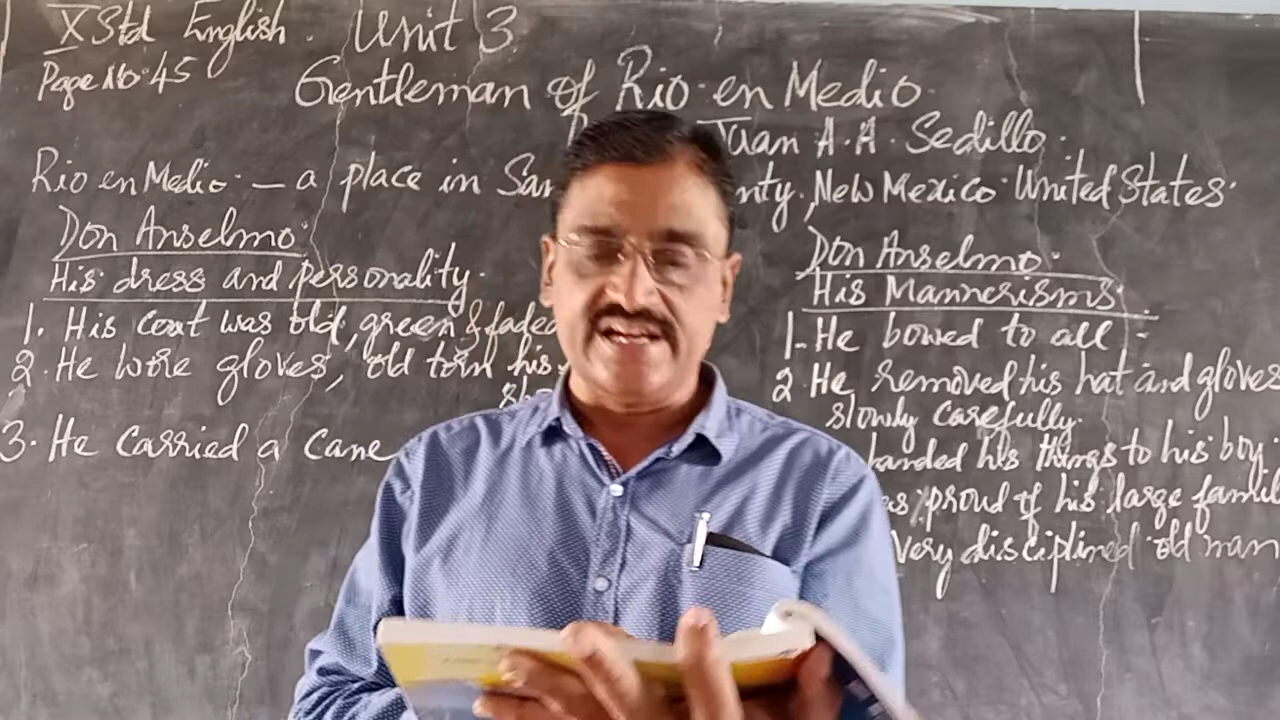 X Std English. Unit 3
Page No. 45
Gentleman of Rio en Medio
Juan A.A. Sedillo.
Rio en Medio — a place in San nty, New Mexico United States
Don Anselmo
His dress and personality.
1. His coat was old, green & faded
2. He wore gloves, old torn his
3. He carried a cane
Don Anselmo.
His Mannerisms.
1. He bowed to all -
2. He removed his hat and gloves
slowly carefully.
handed his things to his boy
as proud of his large famil
very disciplined old man